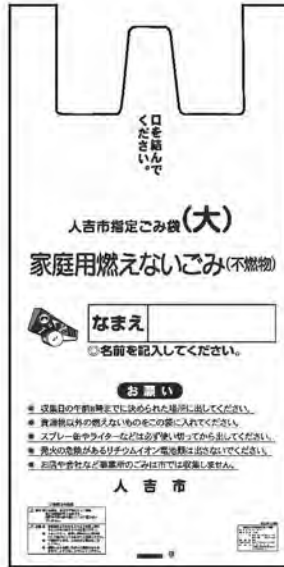 口を結んで
ください。
人吉市指定ごみ袋(大)
家庭用燃えないごみ(不燃物)
なまえ
◎名前を記入してください。
お願い
● 収集日の午前8時までに決められた場所に出してください。
● 資源物以外の燃えないものをこの袋に入れてください。
● スプレー缶やライターなどは必ず使い切ってから出してください。
● 発火の危険があるリチウムイオン電池類は出さないでください。
● お店や会社など事業所のごみは市では収集しません。
人吉市